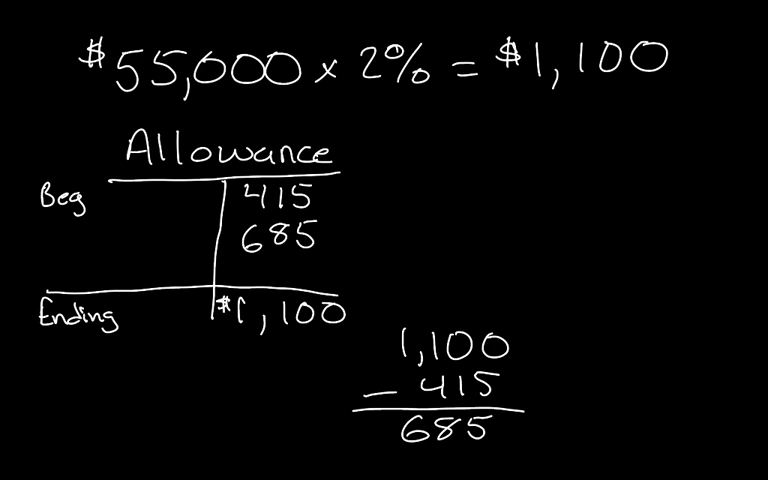 $55,000 x 2% = $1,100
Allowance
Beg 415
685
Ending $1,100
1,100
- 415
685